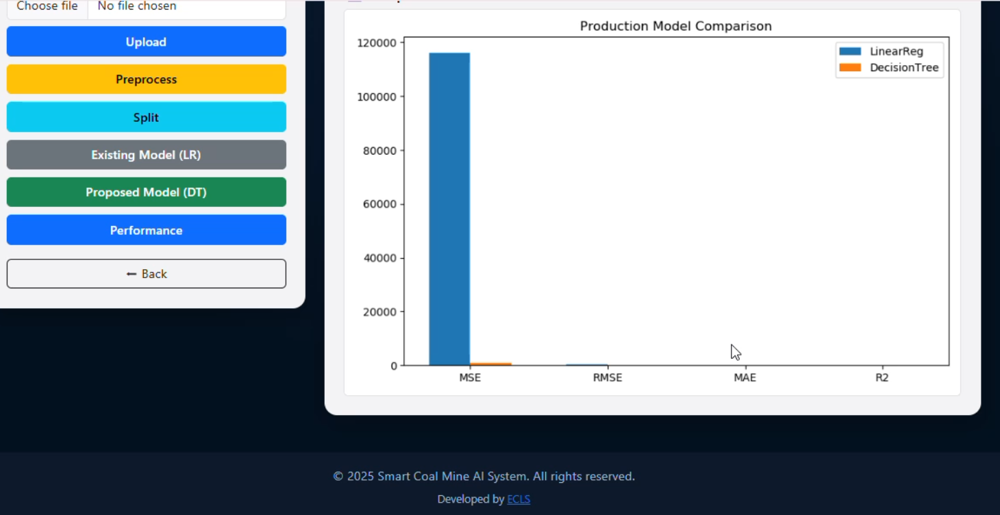 Choose file No file chosen
Upload
Preprocess
Split
Existing Model (LR)
Proposed Model (DT)
Performance
← Back
Production Model Comparison
LinearReg
DecisionTree
120000
100000
80000
60000
40000
20000
0
MSE RMSE MAE R2
© 2025 Smart Coal Mine AI System. All rights reserved.
Developed by ECLS